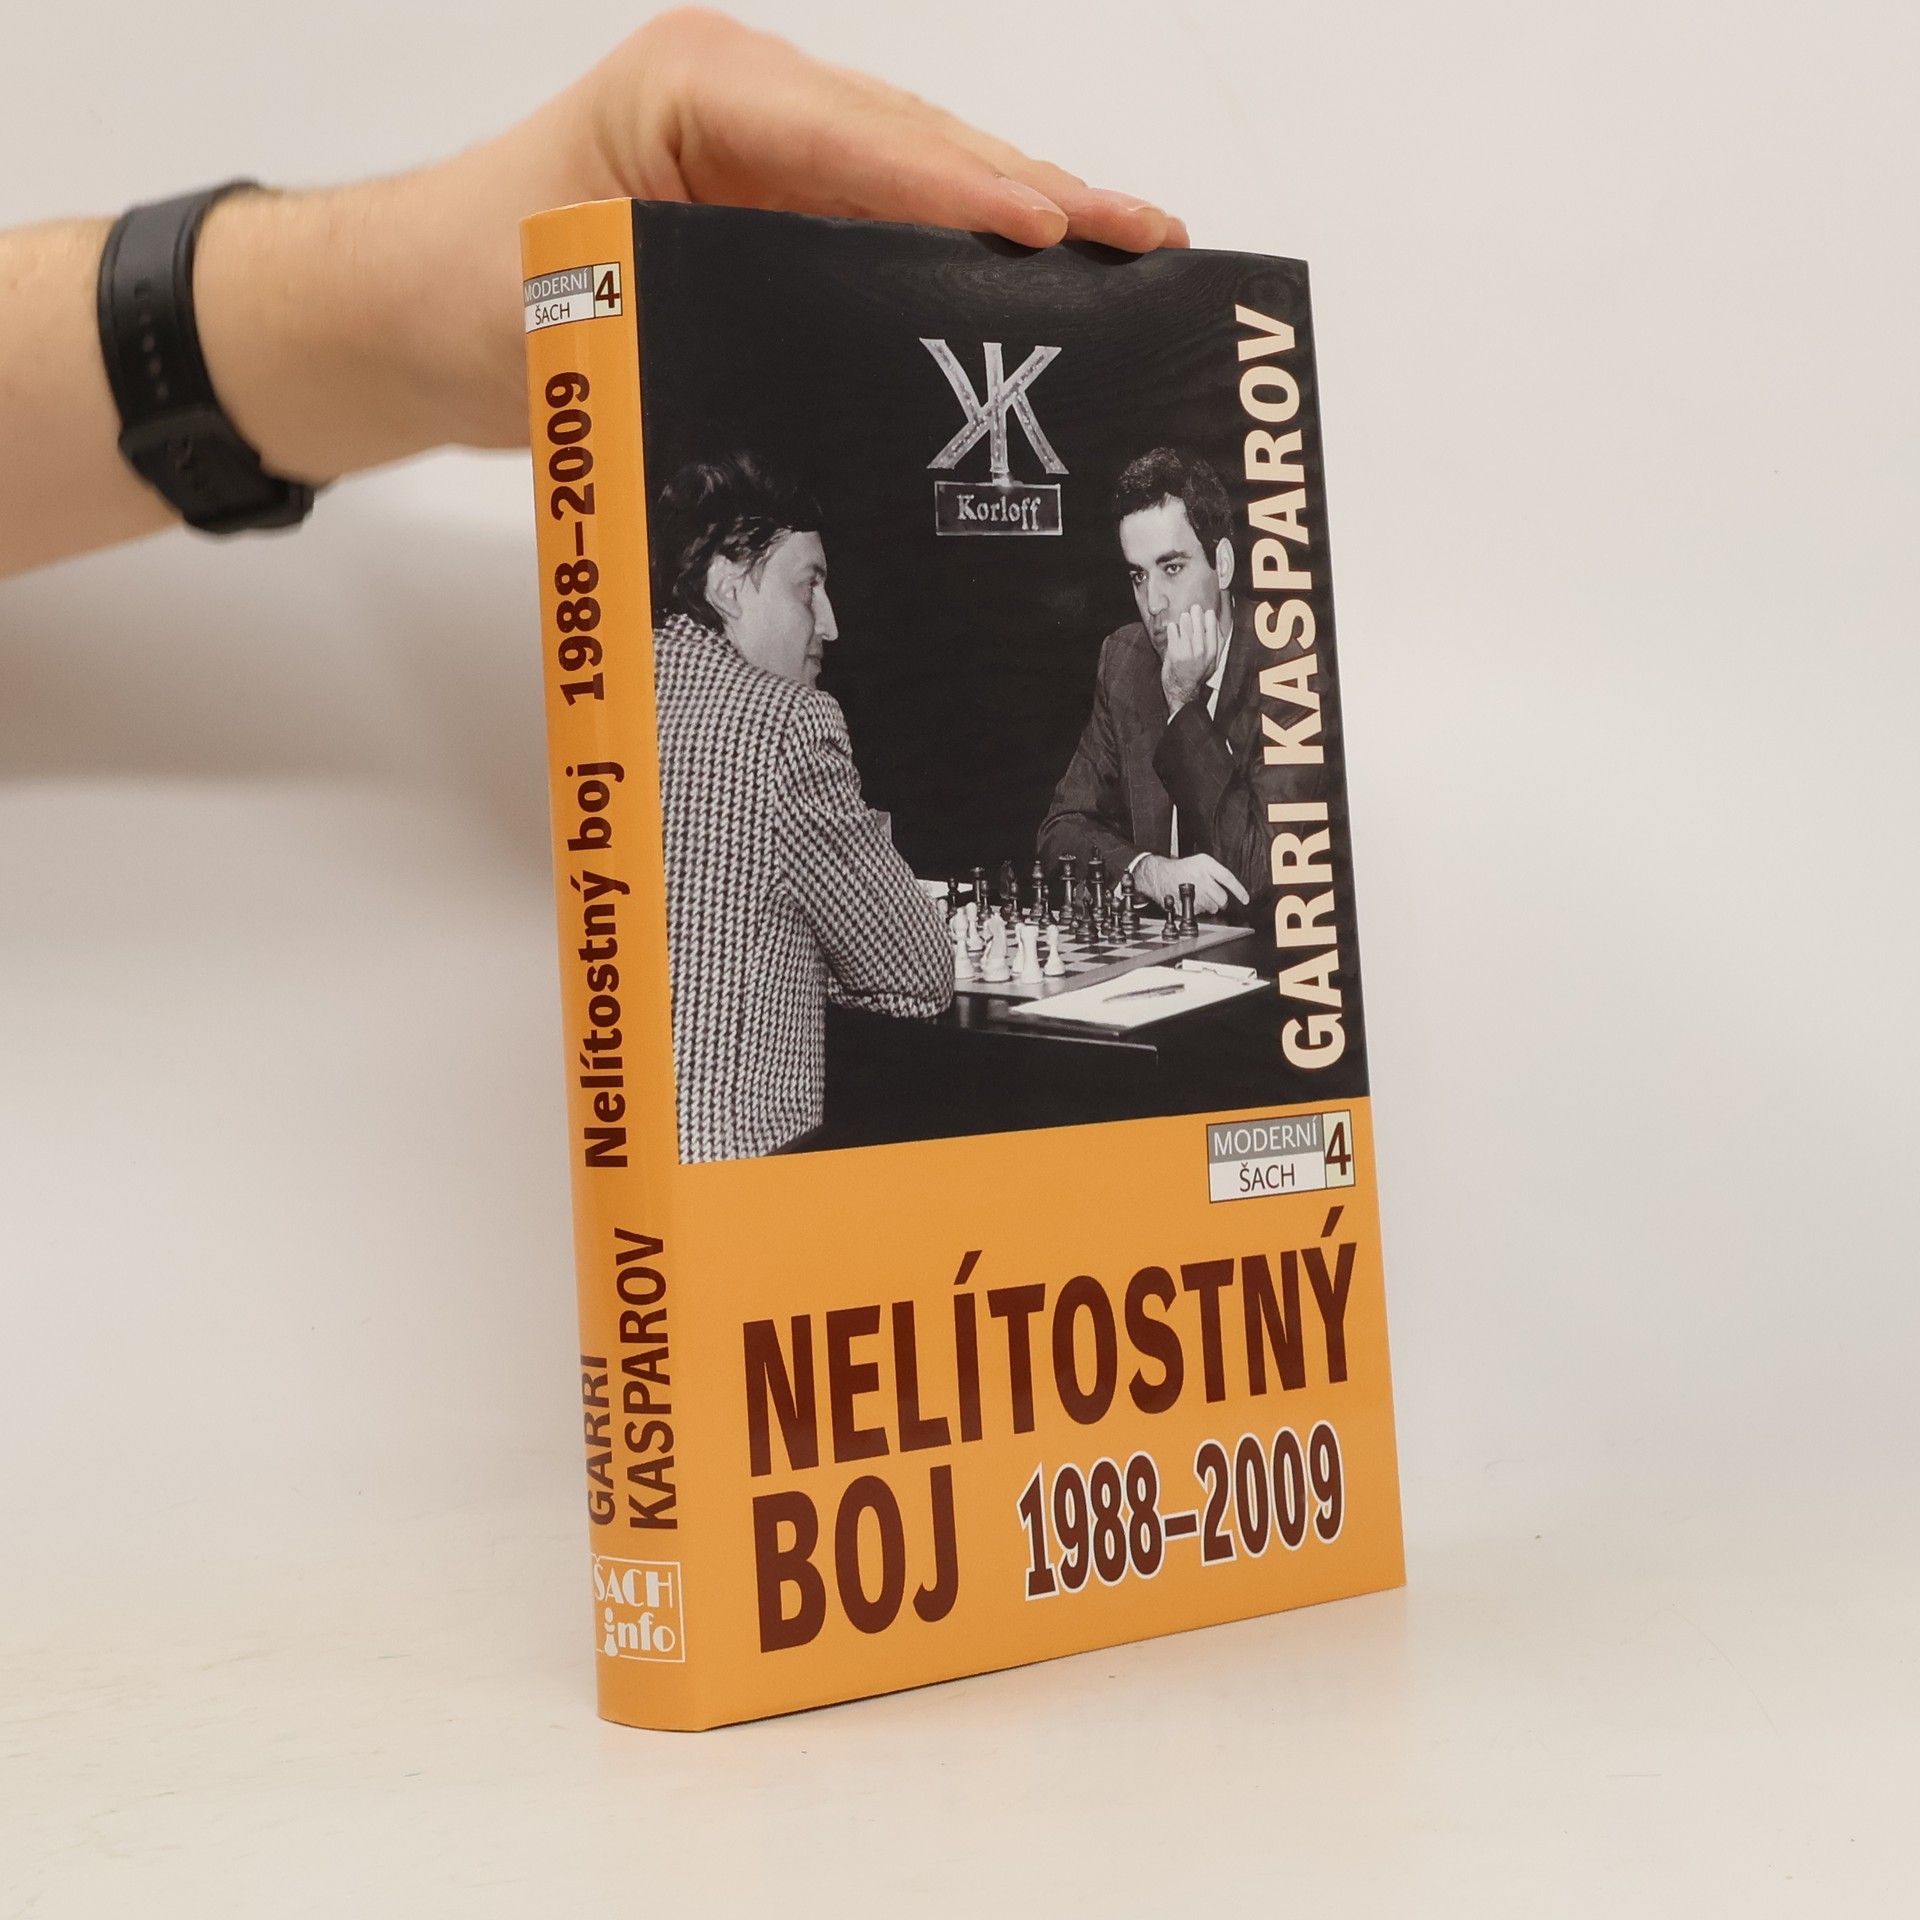 MODERNÍ
ŠACH
4
GARRI
KASPAROV
Nelítostný boj 1988–2009
ŠACH
info
Korloff
GARRI KASPAROV
MODERNÍ
ŠACH
4
NELÍTOSTNÝ
BOJ 1988–2009